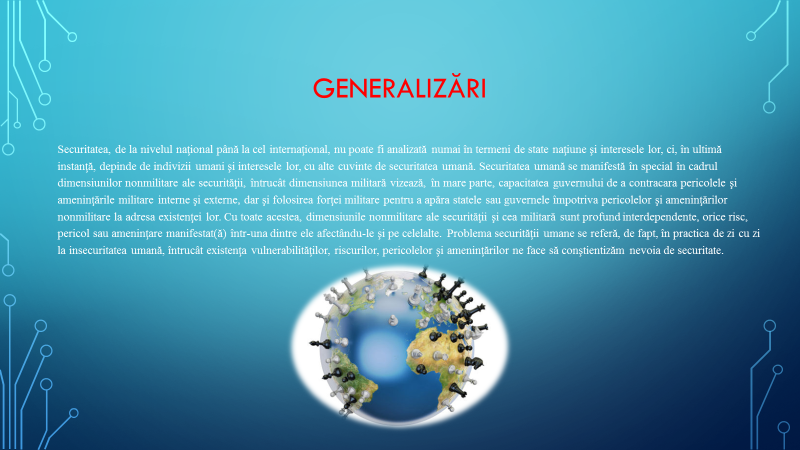 GENERALIZĂRI
Securitatea, de la nivelul naţional până la cel internaţional, nu poate fi analizată numai în termeni de state naţiune şi interesele lor, ci, în ultimă
instanţă, depinde de indivizii umani şi interesele lor, cu alte cuvinte de securitatea umană. Securitatea umană se manifestă în special în cadrul
dimensiunilor nonmilitare ale securităţii, întrucât dimensiunea militară vizează, în mare parte, capacitatea guvernului de a contracara pericolele şi
ameninţările militare interne şi externe, dar şi folosirea forţei militare pentru a apăra statele sau guvernele împotriva pericolelor şi ameninţărilor
nonmilitare la adresa existenţei lor. Cu toate acestea, dimensiunile nonmilitare ale securităţii şi cea militară sunt profund interdependente, orice risc,
pericol sau ameninţare manifestat(ă) într-una dintre ele afectându-le şi pe celelalte. Problema securităţii umane se referă, de fapt, în practica de zi cu zi
la insecuritatea umană, întrucât existenţa vulnerabilităţilor, riscurilor, pericolelor şi ameninţărilor ne face să conştientizăm nevoia de securitate.